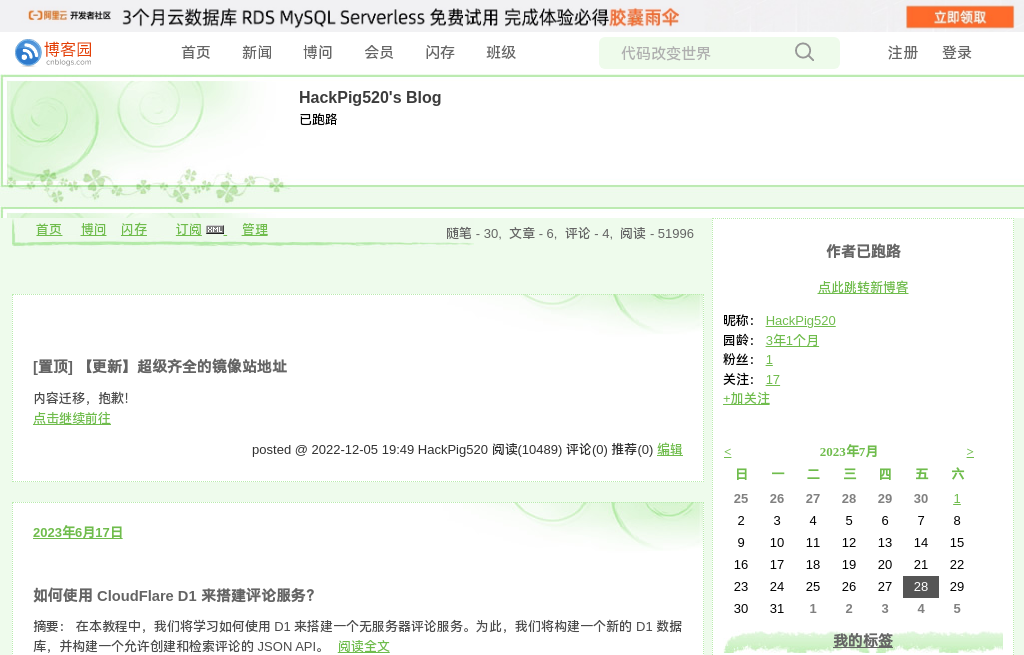 阿里云 开发者社区 3个月云数据库 RDS MySQL Serverless 免费试用 完成体验必得胶囊雨伞 立即领取
博客园 cnblogs.com 首页 新闻 博问 会员 闪存 班级 代码改变世界 注册 登录
HackPig520's Blog
已跑路
首页 博问 闪存 订阅 XML 管理
随笔 - 30, 文章 - 6, 评论 - 4, 阅读 - 51996
[置顶] 【更新】超级齐全的镜像站地址
内容迁移，抱歉！
点击继续前往
posted @ 2022-12-05 19:49 HackPig520 阅读(10489) 评论(0) 推荐(0) 编辑
2023年6月17日
如何使用 CloudFlare D1 来搭建评论服务?
摘要： 在本教程中，我们将学习如何使用 D1 来搭建一个无服务器评论服务。为此，我们将构建一个新的 D1 数据
库，并构建一个允许创建和检索评论的 JSON API。 阅读全文
作者已跑路
点此跳转新博客
昵称： HackPig520
园龄： 3年1个月
粉丝： 1
关注： 17
+加关注
< 2023年7月 >
日 一 二 三 四 五 六
25 26 27 28 29 30 1
2 3 4 5 6 7 8
9 10 11 12 13 14 15
16 17 18 19 20 21 22
23 24 25 26 27 28 29
30 31 1 2 3 4 5
我的标签